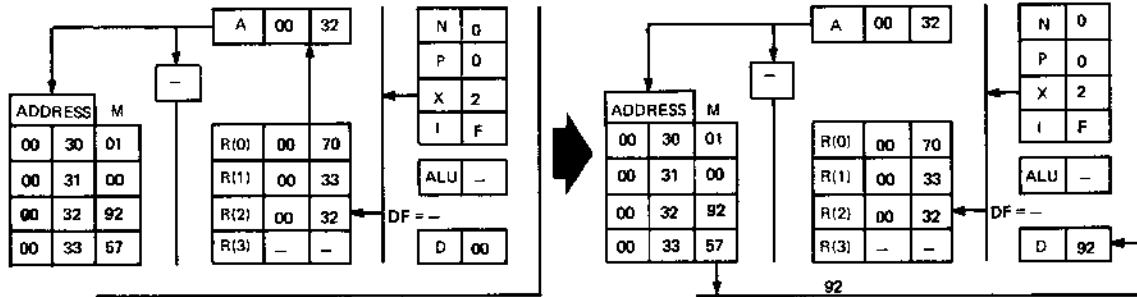 A 00 32
N 0
P 0
X 2
I F
–
ADDRESS M
00 30 01
00 31 00
00 32 92
00 33 57
R(0) 00 70
R(1) 00 33
R(2) 00 32
R(3) – –
ALU –
DF = –
D 00
A 00 32
N 0
P 0
X 2
I F
–
ADDRESS M
00 30 01
00 31 00
00 32 92
00 33 57
R(0) 00 70
R(1) 00 33
R(2) 00 32
R(3) – –
ALU –
DF = –
D 92
92